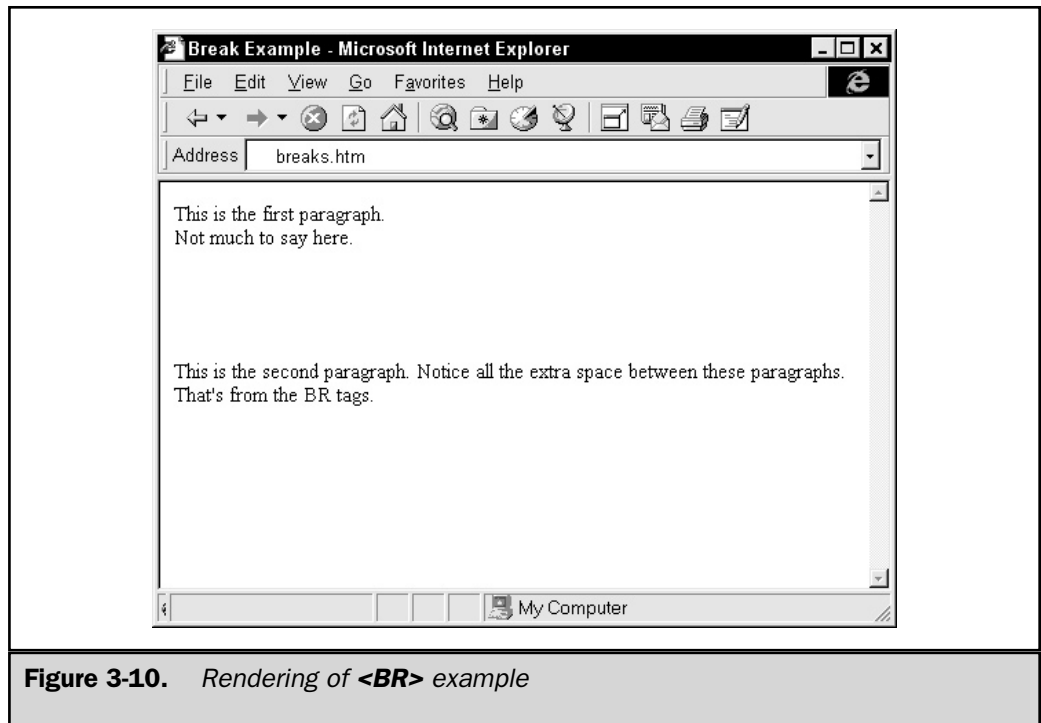 Break Example - Microsoft Internet Explorer
File Edit View Go Favorites Help
Address breaks.htm
This is the first paragraph.
Not much to say here.
This is the second paragraph. Notice all the extra space between these paragraphs.
That's from the BR tags.
My Computer
Figure 3-10. Rendering of <BR> example